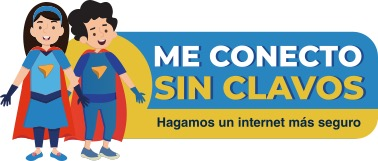 ME CONECTO
SIN CLAVOS
Hagamos un internet más seguro